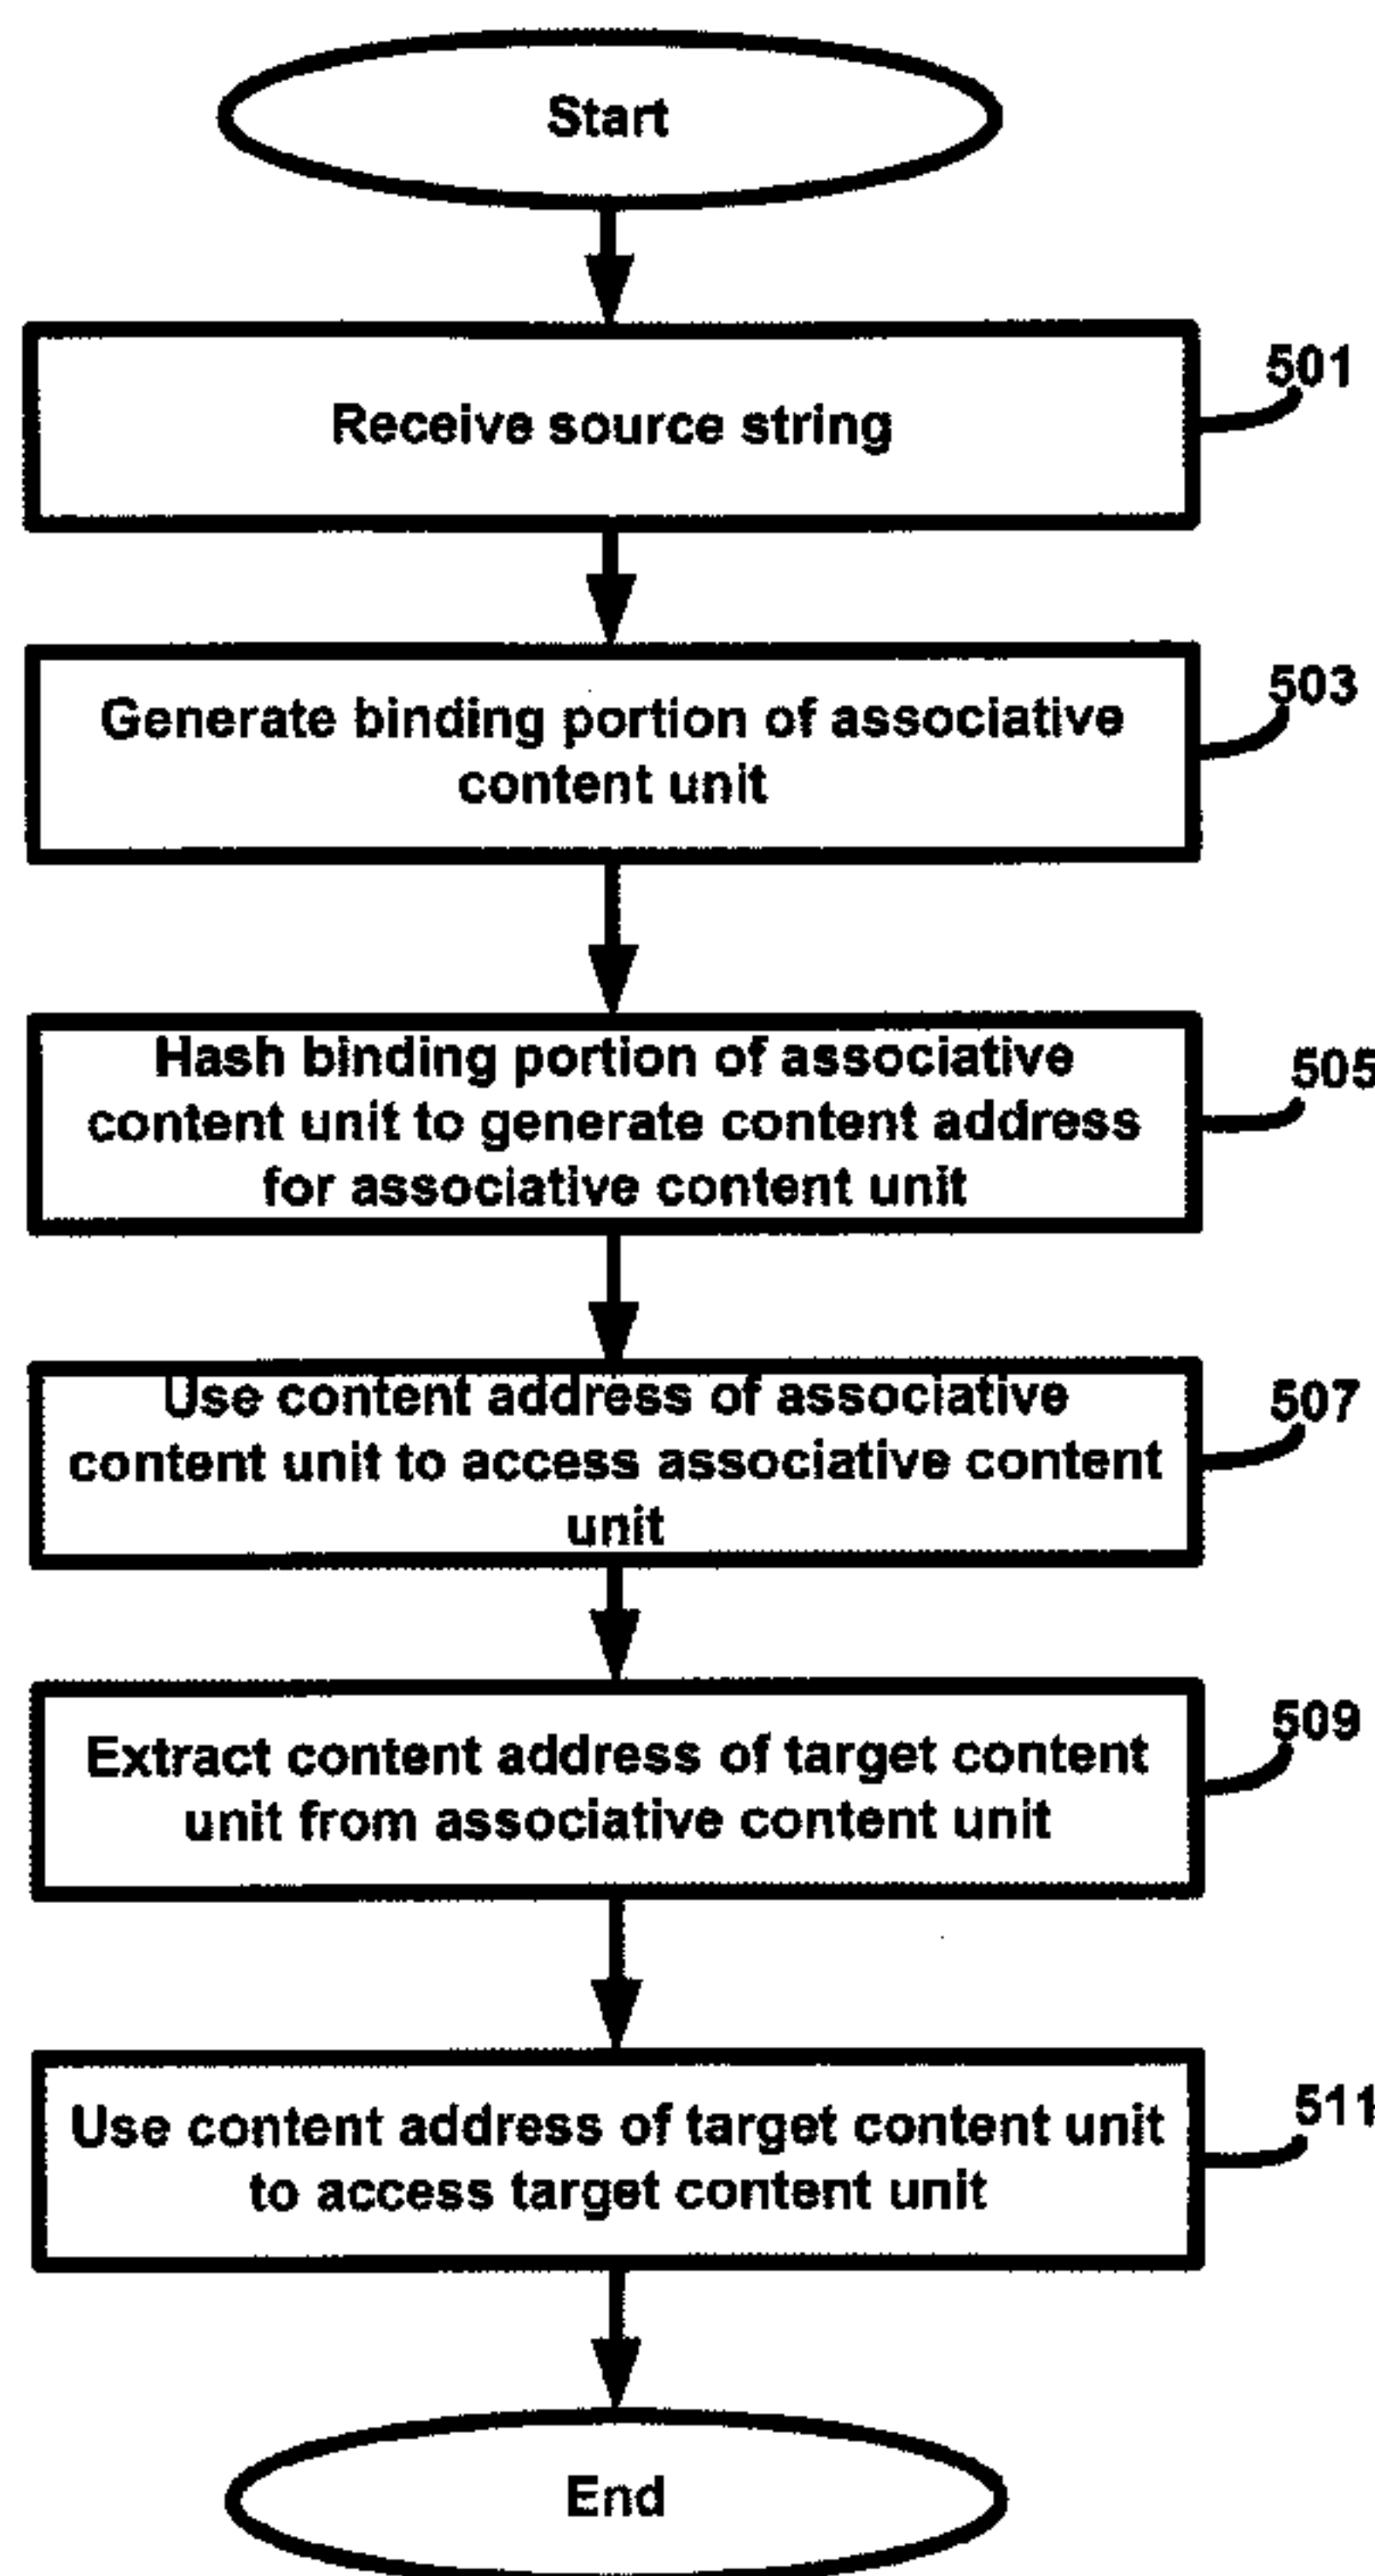 Start
Receive source string
501
Generate binding portion of associative
content unit
503
Hash binding portion of associative
content unit to generate content address
for associative content unit
505
Use content address of associative
content unit to access associative content
unit
507
Extract content address of target content
unit from associative content unit
509
Use content address of target content unit
to access target content unit
511
End